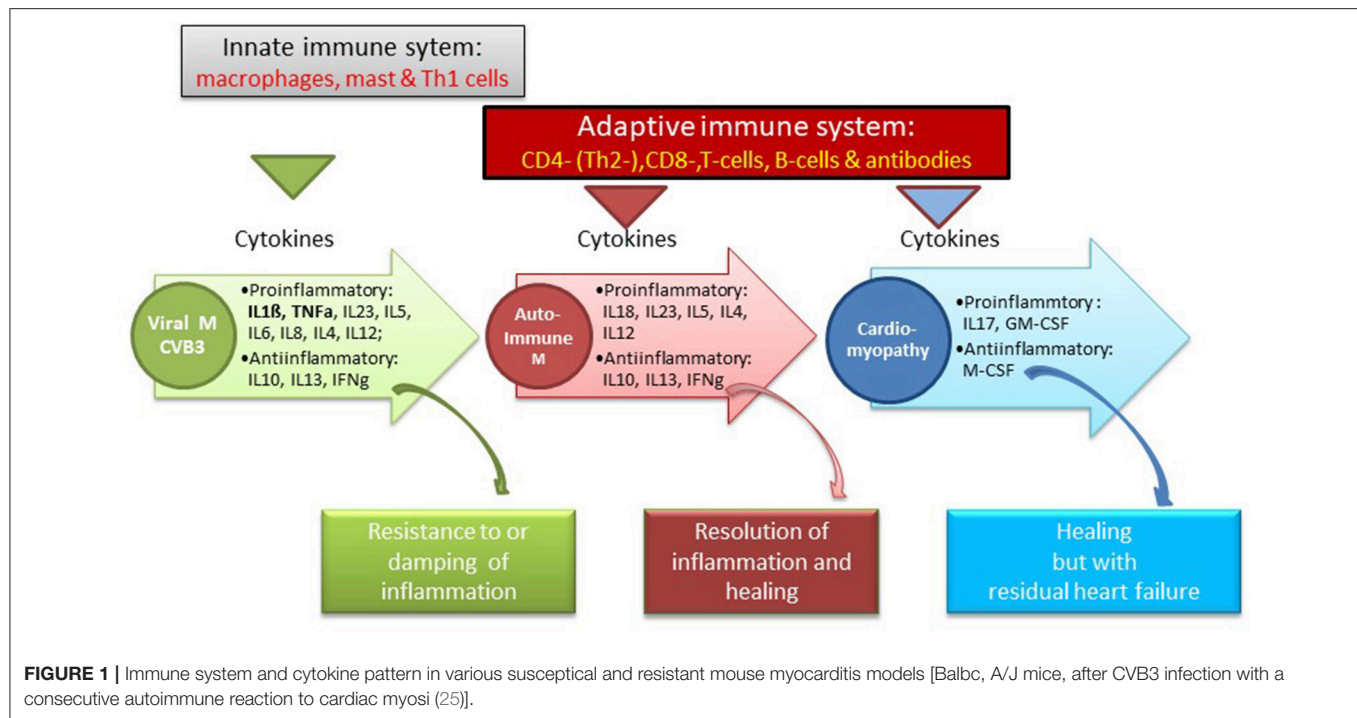 Innate immune sytem:
macrophages, mast & Th1 cells
Adaptive immune system:
CD4- (Th2-),CD8-,T-cells, B-cells & antibodies
Cytokines
Viral M
CVB3
•Proinflammatory:
IL1ß, TNFa, IL23, IL5,
IL6, IL8, IL4, IL12;
•Antiinflammatory:
IL10, IL13, IFNg
Cytokines
Auto-
Immune
M
•Proinflammatory:
IL18, IL23, IL5, IL4,
IL12
•Antiinflammatory:
IL10, IL13, IFNg
Cytokines
Cardio-
myopathy
•Proinflammtory :
IL17, GM-CSF
•Antiinflammatory:
M-CSF
Resistance to or
damping of
inflammation
Resolution of
inflammation and
healing
Healing
but with
residual heart failure
FIGURE 1 | Immune system and cytokine pattern in various susceptical and resistant mouse myocarditis models [Balbc, A/J mice, after CVB3 infection with a
consecutive autoimmune reaction to cardiac myosi (25)].